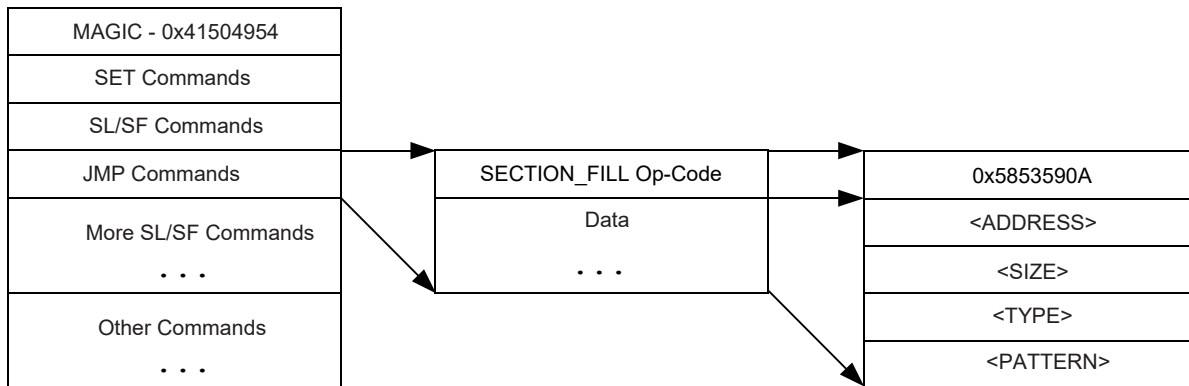 MAGIC - 0x41504954
SET Commands
SL/SF Commands
JMP Commands
More SL/SF Commands
. . .
Other Commands
. . .
SECTION_FILL Op-Code
Data
. . .
0x5853590A
<ADDRESS>
<SIZE>
<TYPE>
<PATTERN>